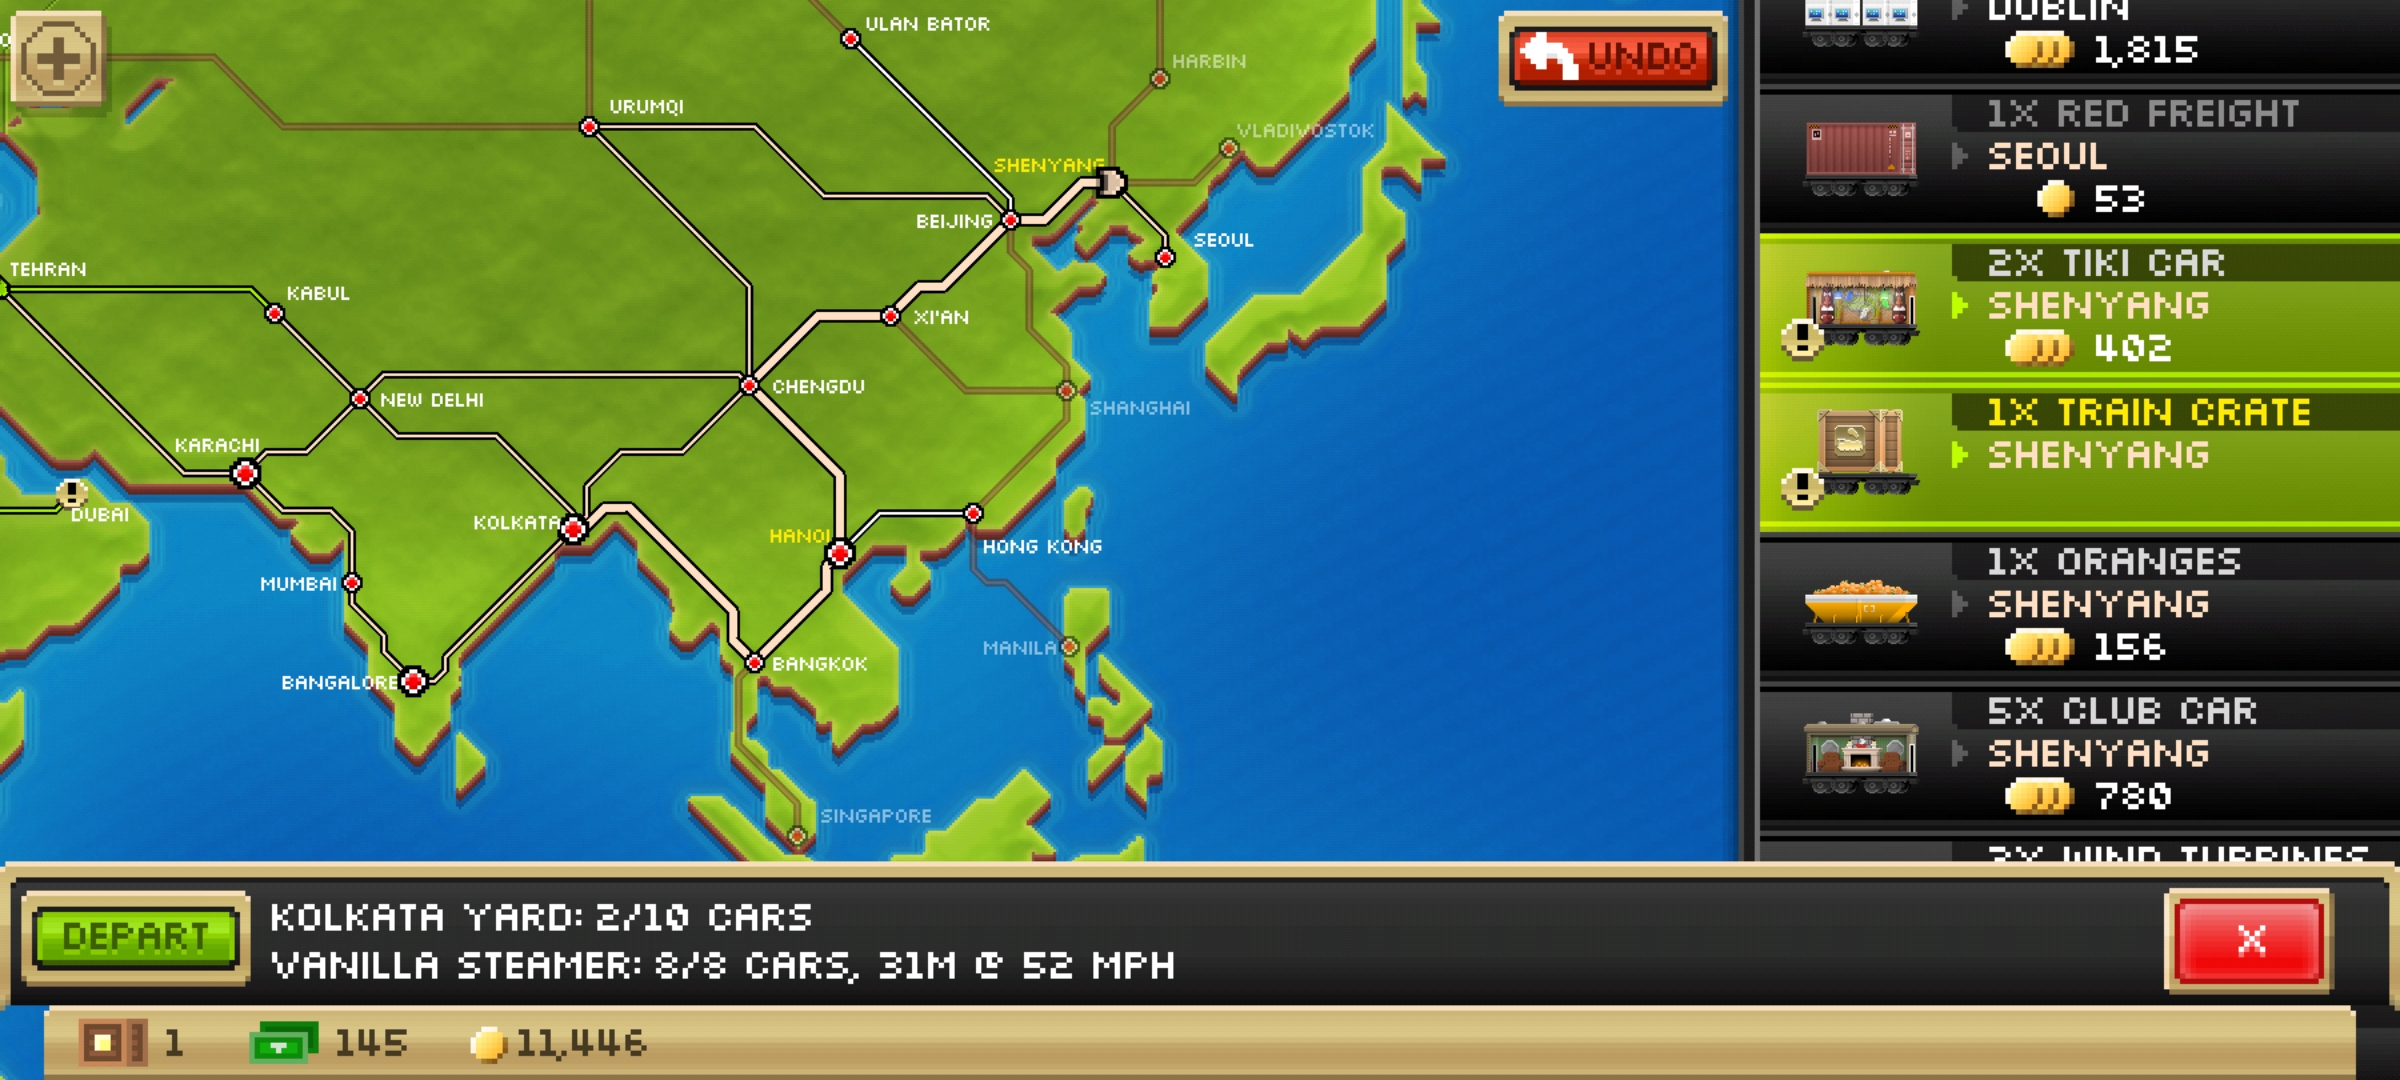 ULAN BATOR
UNDO
HARBIN
URUMQI
VLADIVOSTOK
SHENYANG
BEIJING
SEOUL
TEHRAN
KABUL
XI'AN
CHENGDU
NEW DELHI
SHANGHAI
KARACHI
DUBAI
KOLKATA
HANOI
HONG KONG
MUMBAI
MANILA
BANGKOK
BANGALORE
SINGAPORE
DUBLIN
1,815
1X RED FREIGHT
SEOUL
53
2X TIKI CAR
SHENYANG
402
1X TRAIN CRATE
SHENYANG
1X ORANGES
SHENYANG
156
5X CLUB CAR
SHENYANG
780
WIND TURBINES
DEPART
KOLKATA YARD: 2/10 CARS
VANILLA STEAMER: 8/8 CARS, 31M @ 52 MPH
X
1
145
11,446